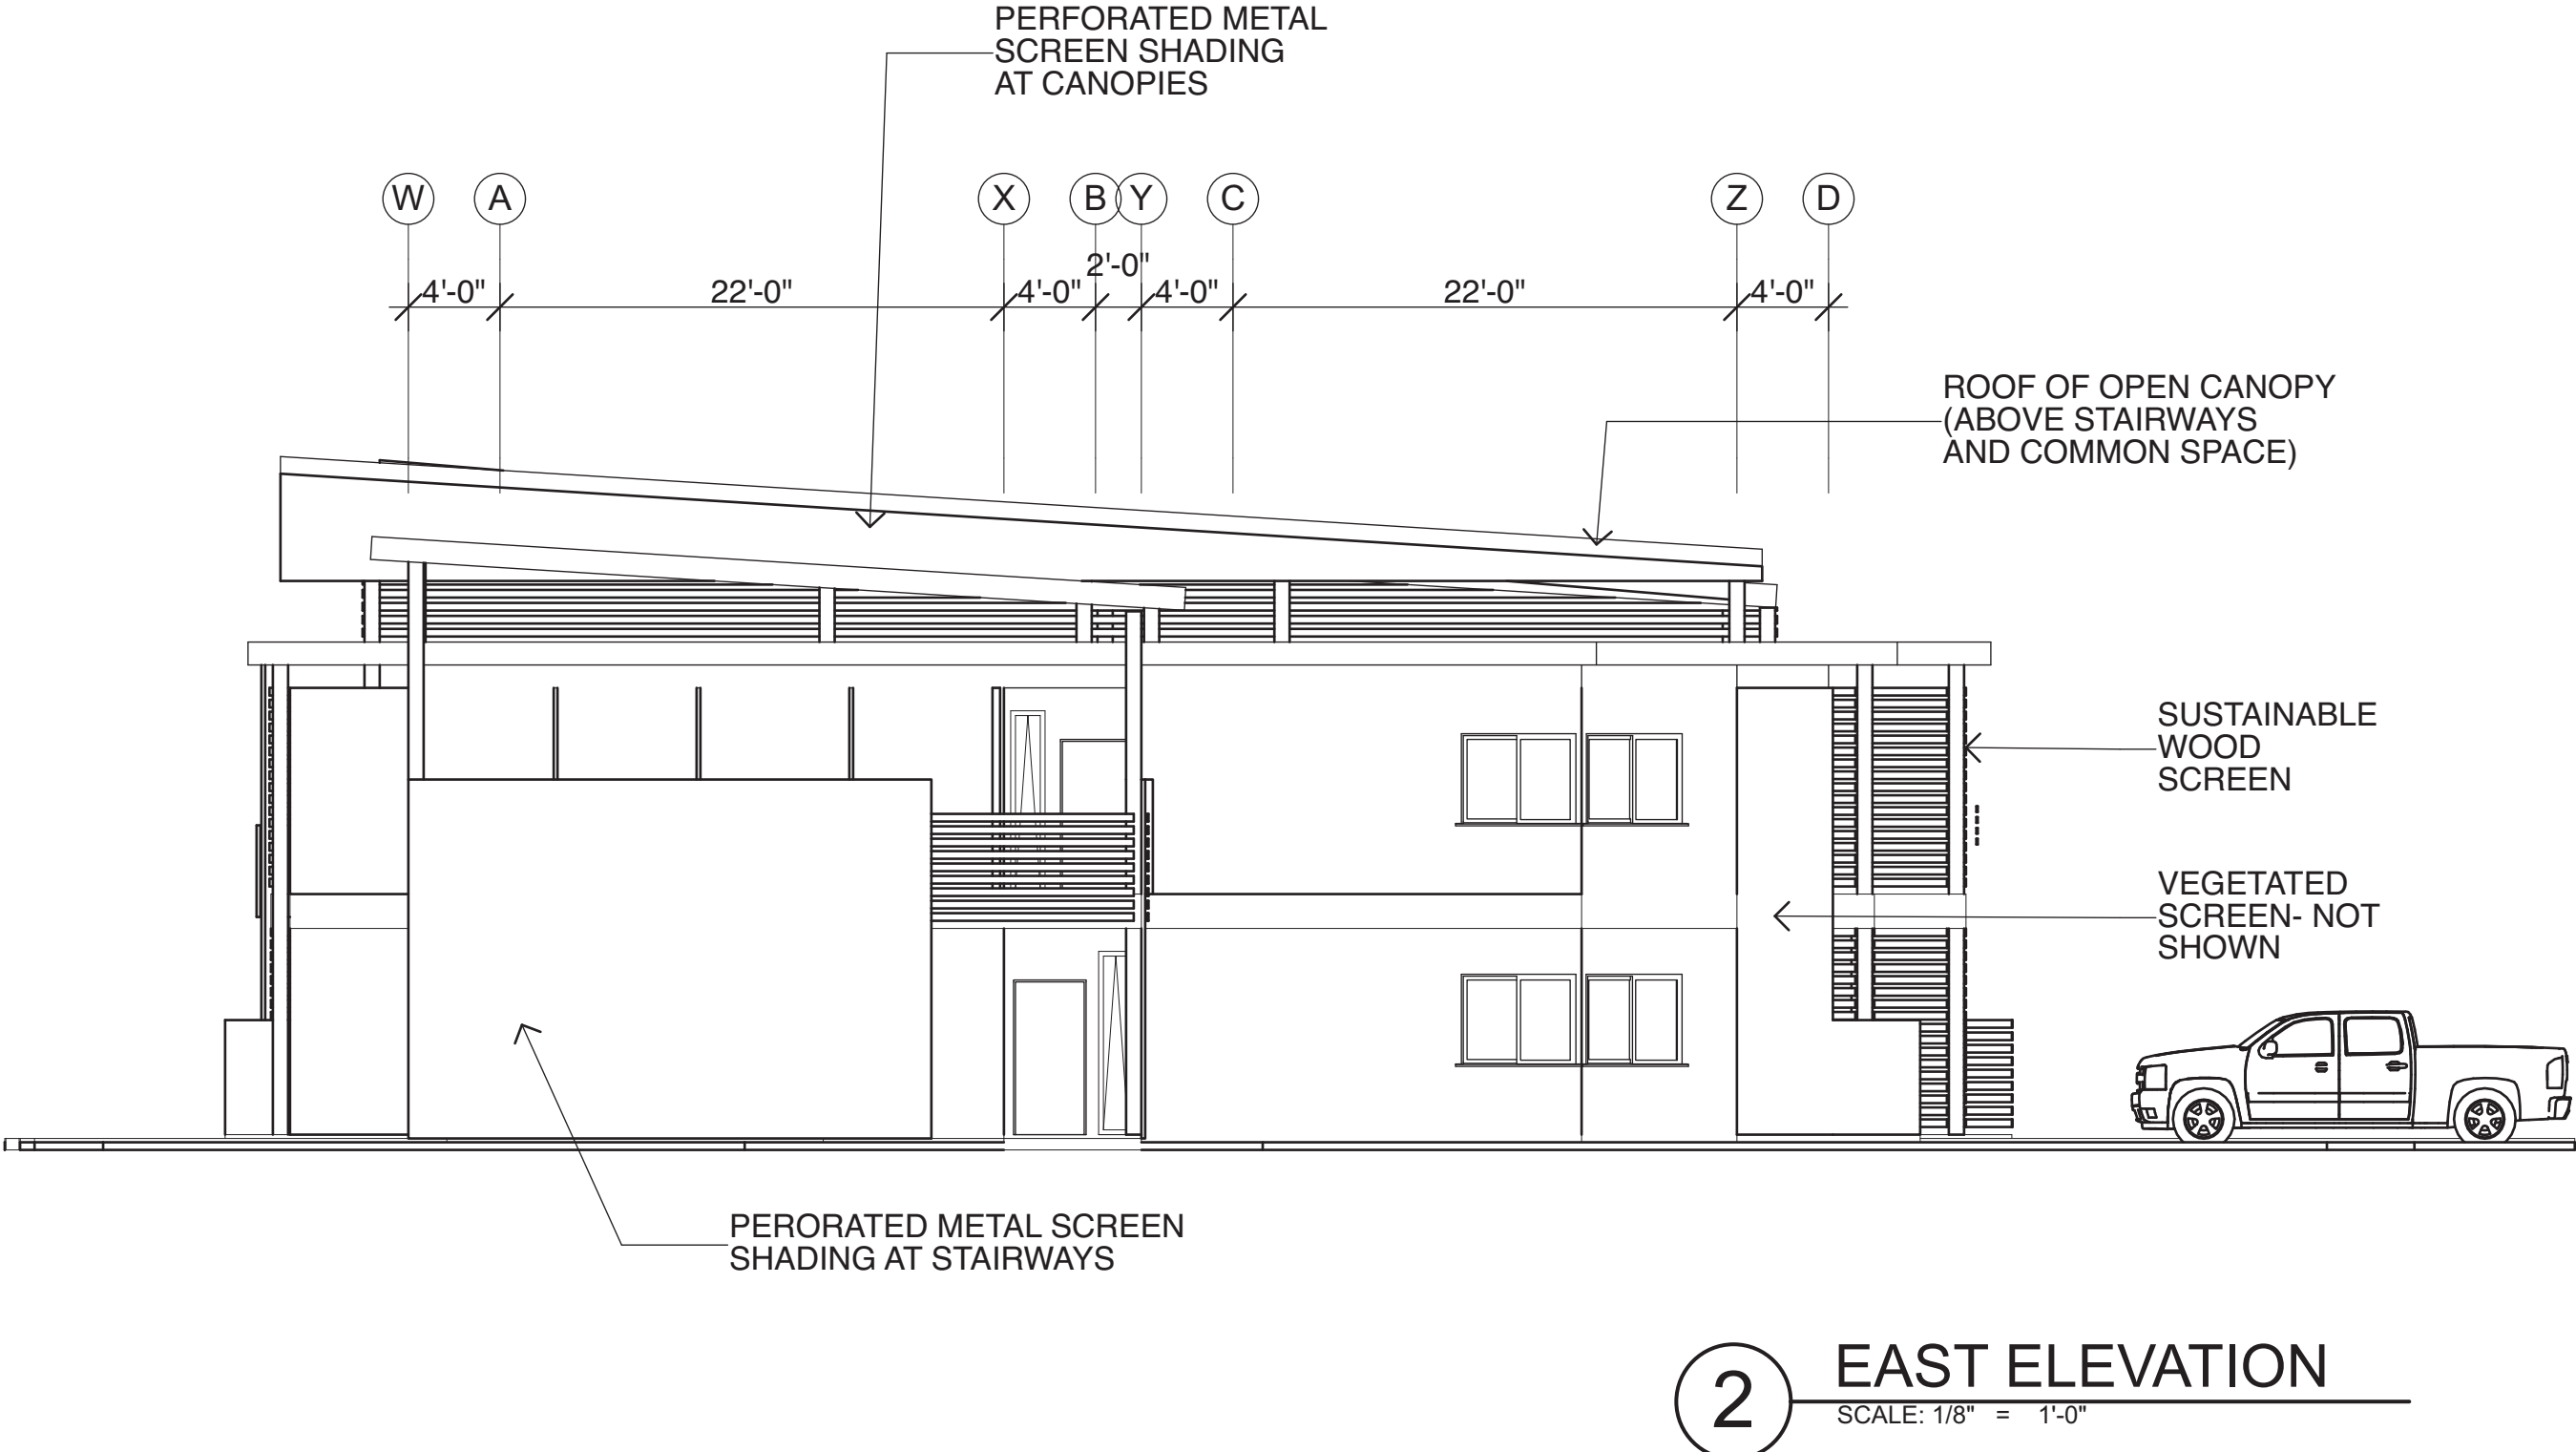 PERFORATED METAL
SCREEN SHADING
AT CANOPIES
W A X B Y C Z D
2'-0"
4'-0" 22'-0" 4'-0" 4'-0" 22'-0" 4'-0"
ROOF OF OPEN CANOPY
(ABOVE STAIRWAYS
AND COMMON SPACE)
SUSTAINABLE
WOOD
SCREEN
VEGETATED
SCREEN- NOT
SHOWN
PERORATED METAL SCREEN
SHADING AT STAIRWAYS
2 EAST ELEVATION
SCALE: 1/8" = 1'-0"